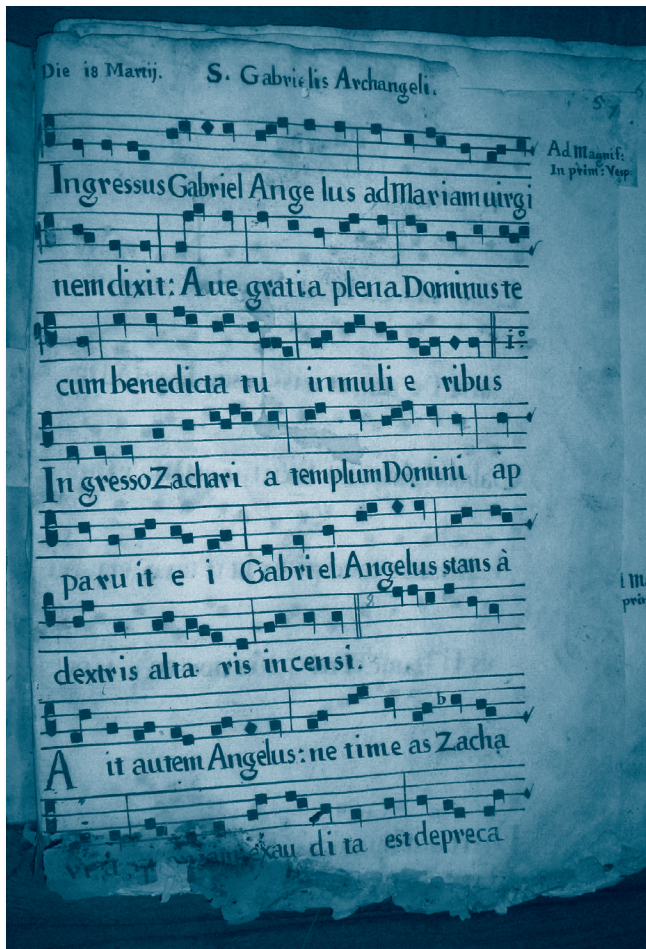 Die 18 Martij. S. Gabrielis Archangeli.
57
Ad Magnif:
In prim: Vesp
Ingressus Gabriel Ange lus ad Mariam uirgi
nem dixit: A ue gratia plena Dominus te
cum benedicta tu in muli e ribus
In gresso Zachari a templum Domini ap
paru it e i Gabri el Angelus stans à
dextris alta ris incensi.
A it autem Angelus: ne time as Zacha
exau di ta est depreca